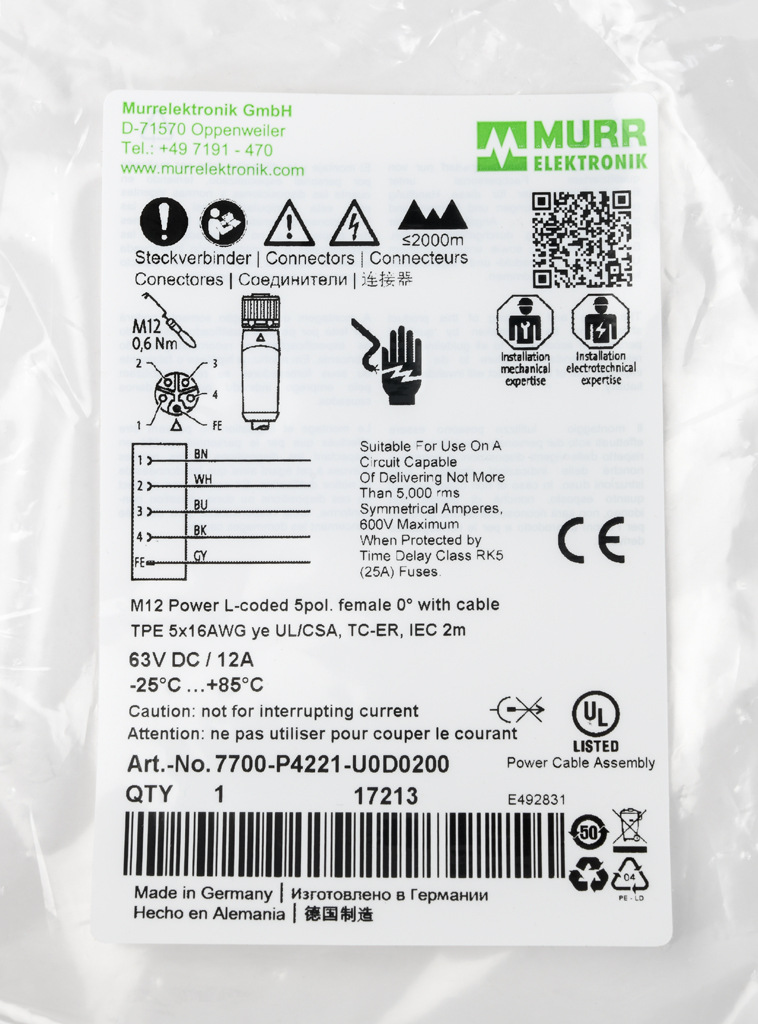 Murrelektronik GmbH
D-71570 Oppenweiler
Tel.: +49 7191 - 470
www.murrelektronik.com
MURR
ELEKTRONIK
≤2000m
Steckverbinder | Connectors | Connecteurs
Conectores | Соединители | 连接器
M12
0,6 Nm
2 3
4
1 FE
Installation
mechanical
expertise
Installation
electrotechnical
expertise
1 BN
2 WH
3 BU
4 BK
FE GY
Suitable For Use On A
Circuit Capable
Of Delivering Not More
Than 5,000 rms
Symmetrical Amperes,
600V Maximum
When Protected by
Time Delay Class RK5
(25A) Fuses.
CE
M12 Power L-coded 5pol. female 0° with cable
TPE 5x16AWG ye UL/CSA, TC-ER, IEC 2m
63V DC / 12A
-25°C ...+85°C
Caution: not for interrupting current
Attention: ne pas utiliser pour couper le courant
UL
LISTED
Power Cable Assembly
Art.-No. 7700-P4221-U0D0200
QTY 1 17213
E492831
50
04
PE-LD
Made in Germany | Изготовлено в Германии
Hecho en Alemania | 德国制造